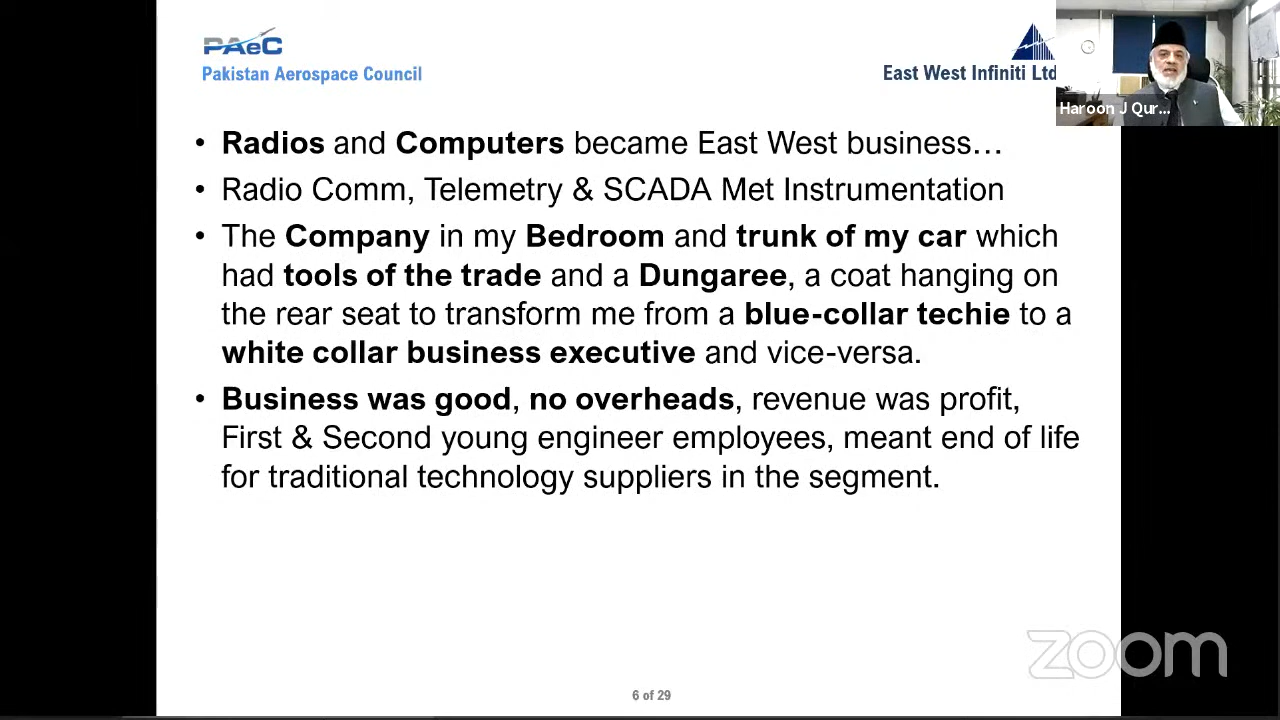 PAeC
Pakistan Aerospace Council
East West Infiniti Ltd
Haroon J Qur...
• Radios and Computers became East West business…
• Radio Comm, Telemetry & SCADA Met Instrumentation
• The Company in my Bedroom and trunk of my car which
had tools of the trade and a Dungaree, a coat hanging on
the rear seat to transform me from a blue-collar techie to a
white collar business executive and vice-versa.
• Business was good, no overheads, revenue was profit,
First & Second young engineer employees, meant end of life
for traditional technology suppliers in the segment.
zoom
6 of 29